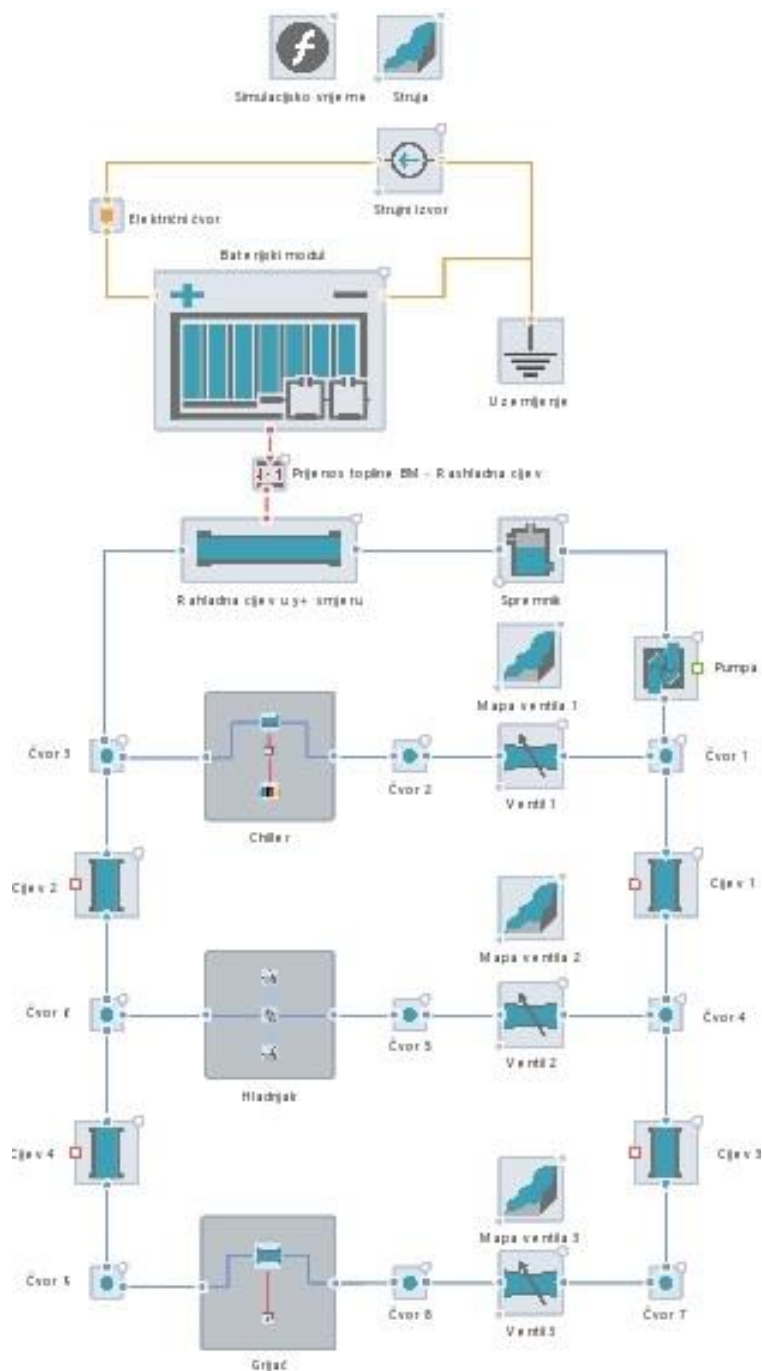 Simulacijsko vrijeme
Struja
Strujni izvor
Električni čvor
Baterijski modul
Uzemljenje
Prijenos topline BM - Rashladna cijev
Rahladna cijev u y+ smjeru
Spremnik
Pumpa
Mapa ventila 1
Čvor 3
Čvor 2
Ventil 1
Čvor 1
Chiller
Cijev 2
Cijev 1
Mapa ventila 2
Čvor 6
Čvor 5
Ventil 2
Čvor 4
Hladnjak
Cijev 4
Cijev 3
Mapa ventila 3
Čvor
Čvor 8
Ventil 3
Čvor 7
Grijač